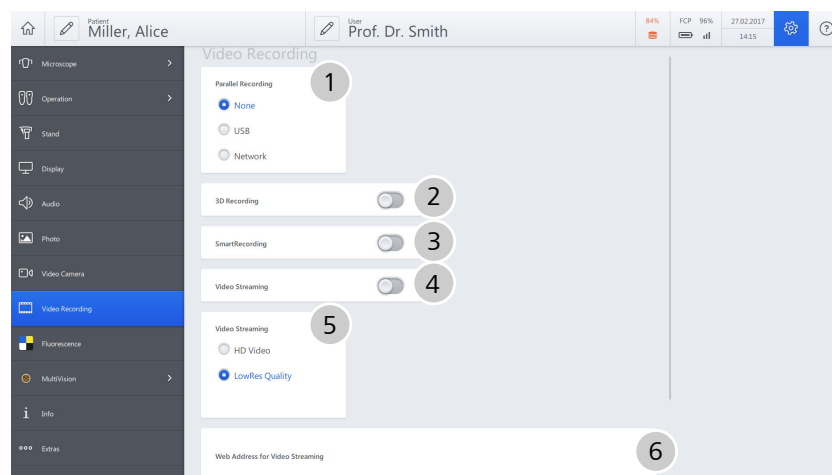 Patient
Miller, Alice
User
Prof. Dr. Smith
84%
FCP 96%
27.02.2017
14:15
?
Microscope
Operation
Stand
Display
Audio
Photo
Video Camera
Video Recording
Fluorescence
MultiVision
i Info
Extras
Video Recording
Parallel Recording
1
None
USB
Network
3D Recording
2
SmartRecording
3
Video Streaming
4
Video Streaming
5
HD Video
LowRes Quality
Web Address for Video Streaming
6